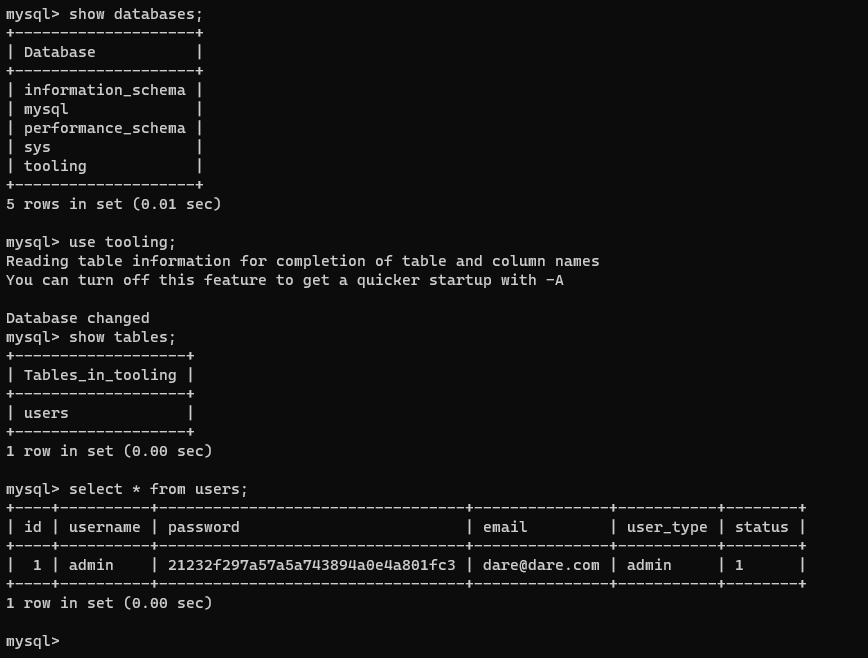 mysql> show databases;
+--------------------+
| Database           |
+--------------------+
| information_schema |
| mysql              |
| performance_schema |
| sys                |
| tooling            |
+--------------------+
5 rows in set (0.01 sec)

mysql> use tooling;
Reading table information for completion of table and column names
You can turn off this feature to get a quicker startup with -A

Database changed
mysql> show tables;
+-------------------+
| Tables_in_tooling |
+-------------------+
| users             |
+-------------------+
1 row in set (0.00 sec)

mysql> select * from users;
+----+----------+----------------------------------+---------------+-----------+--------+
| id | username | password                         | email         | user_type | status |
+----+----------+----------------------------------+---------------+-----------+--------+
|  1 | admin    | 21232f297a57a5a743894a0e4a801fc3 | dare@dare.com | admin     | 1      |
+----+----------+----------------------------------+---------------+-----------+--------+
1 row in set (0.00 sec)

mysql>